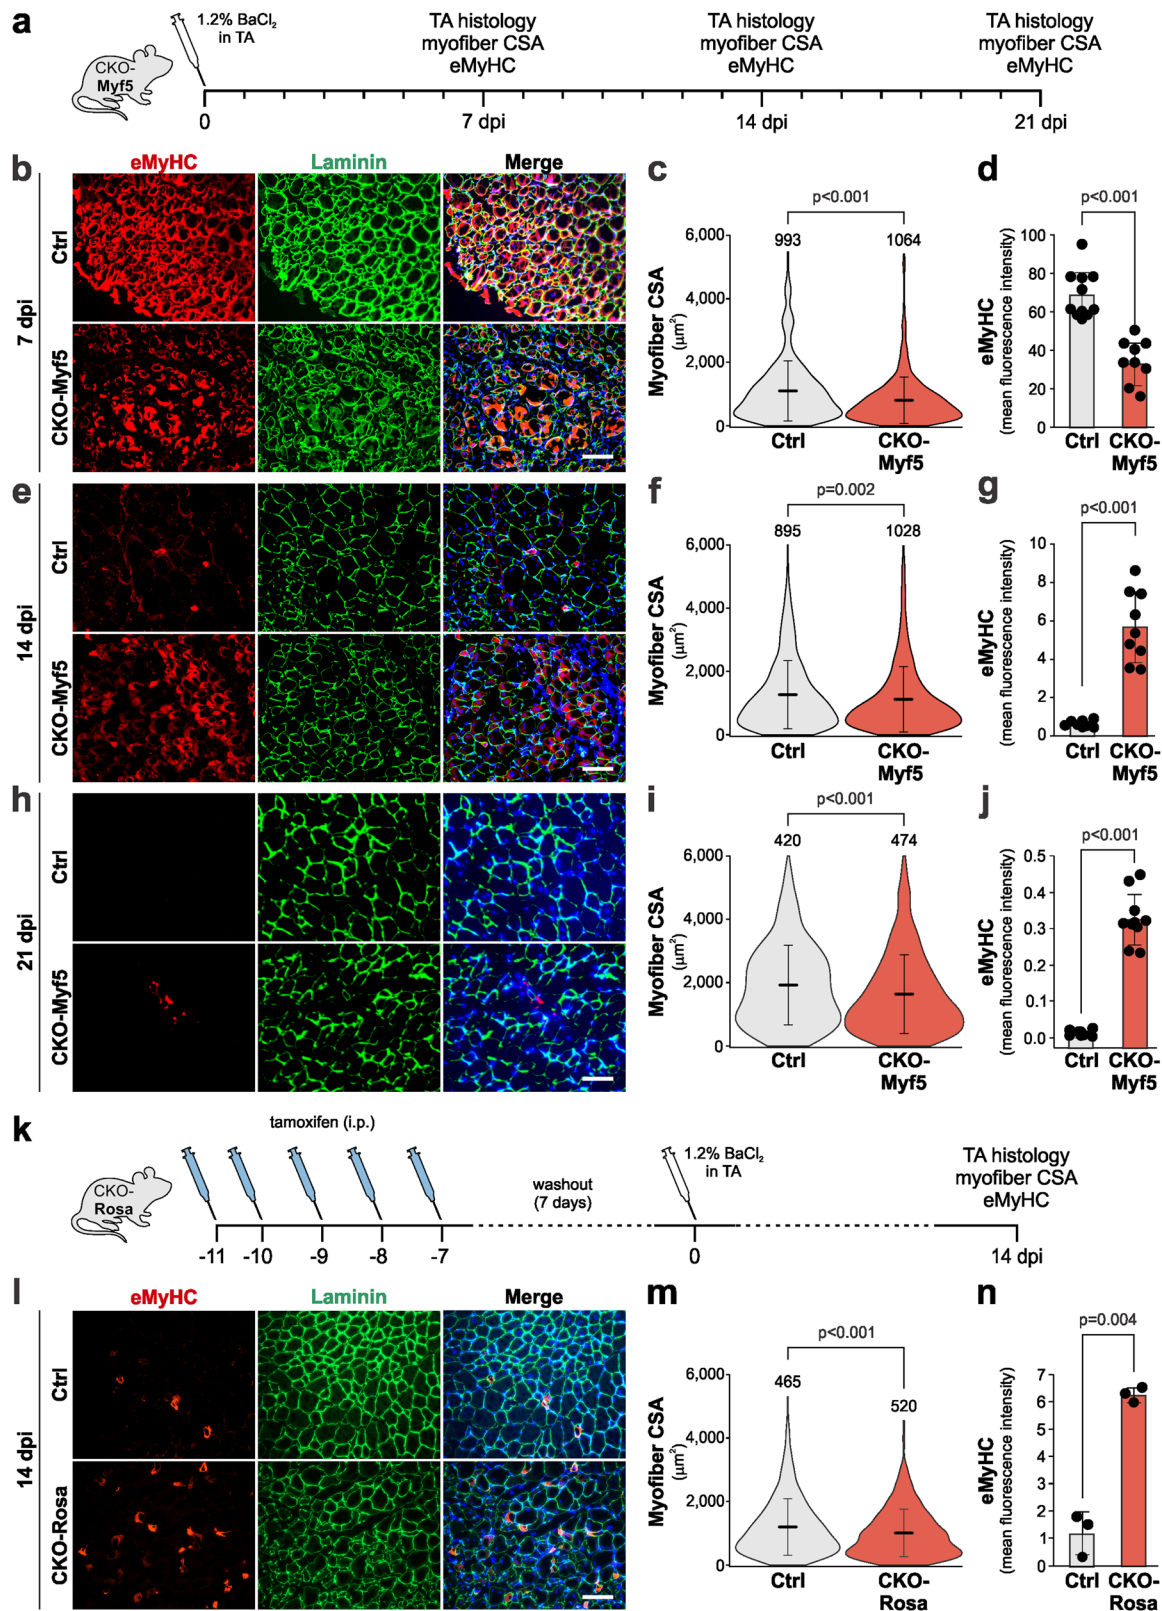 a
1.2% BaCl2
in TA
CKO-
Myf5
TA histology
myofiber CSA
eMyHC
TA histology
myofiber CSA
eMyHC
TA histology
myofiber CSA
eMyHC
0
7 dpi
14 dpi
21 dpi
b
eMyHC
Laminin
Merge
7 dpi
Ctrl
CKO-Myf5
c
p<0.001
993
1064
Myofiber CSA
(μm2)
6,000
4,000
2,000
0
Ctrl
CKO-
Myf5
d
p<0.001
eMyHC
(mean fluorescence intensity)
100
80
60
40
20
0
Ctrl
CKO-
Myf5
e
14 dpi
Ctrl
CKO-Myf5
f
p=0.002
895
1028
Myofiber CSA
(μm2)
6,000
4,000
2,000
0
Ctrl
CKO-
Myf5
g
p<0.001
eMyHC
(mean fluorescence intensity)
10
8
6
4
2
0
Ctrl
CKO-
Myf5
h
21 dpi
Ctrl
CKO-Myf5
i
p<0.001
420
474
Myofiber CSA
(μm2)
6,000
4,000
2,000
0
Ctrl
CKO-
Myf5
j
p<0.001
eMyHC
(mean fluorescence intensity)
0.5
0.4
0.3
0.2
0.1
0.0
Ctrl
CKO-
Myf5
k
tamoxifen (i.p.)
CKO-
Rosa
washout
(7 days)
1.2% BaCl2
in TA
TA histology
myofiber CSA
eMyHC
-11
-10
-9
-8
-7
0
14 dpi
l
eMyHC
Laminin
Merge
14 dpi
Ctrl
CKO-Rosa
m
p<0.001
465
520
Myofiber CSA
(μm2)
6,000
4,000
2,000
0
Ctrl
CKO-
Rosa
n
p=0.004
eMyHC
(mean fluorescence intensity)
7
6
5
4
3
2
1
0
Ctrl
CKO-
Rosa